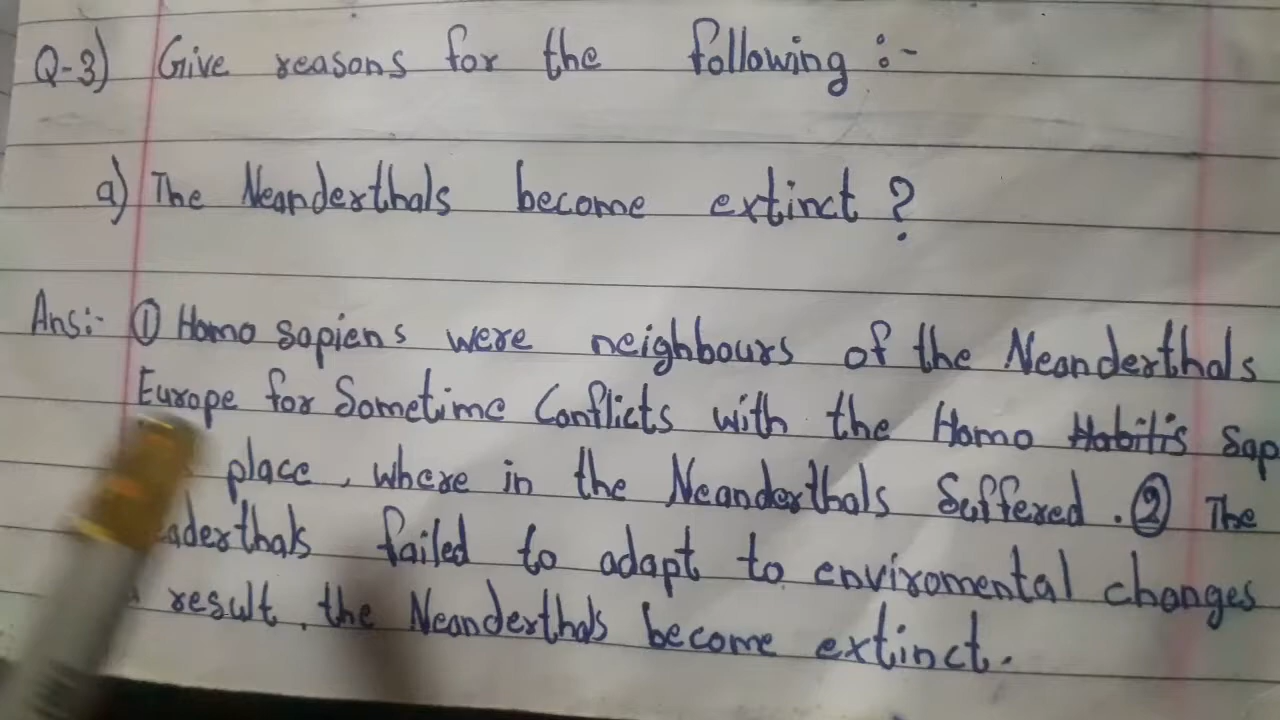 Q-3) Give reasons for the following :-
a) The Neanderthals become extinct ?
Ans:- ① Homo sapiens were neighbours of the Neanderthals
Europe for Sometime Conflicts with the Homo Habitis Sap
place, where in the Neanderthals Suffered. ② The
aderthals failed to adapt to enviromental changes
result, the Neanderthals become extinct.